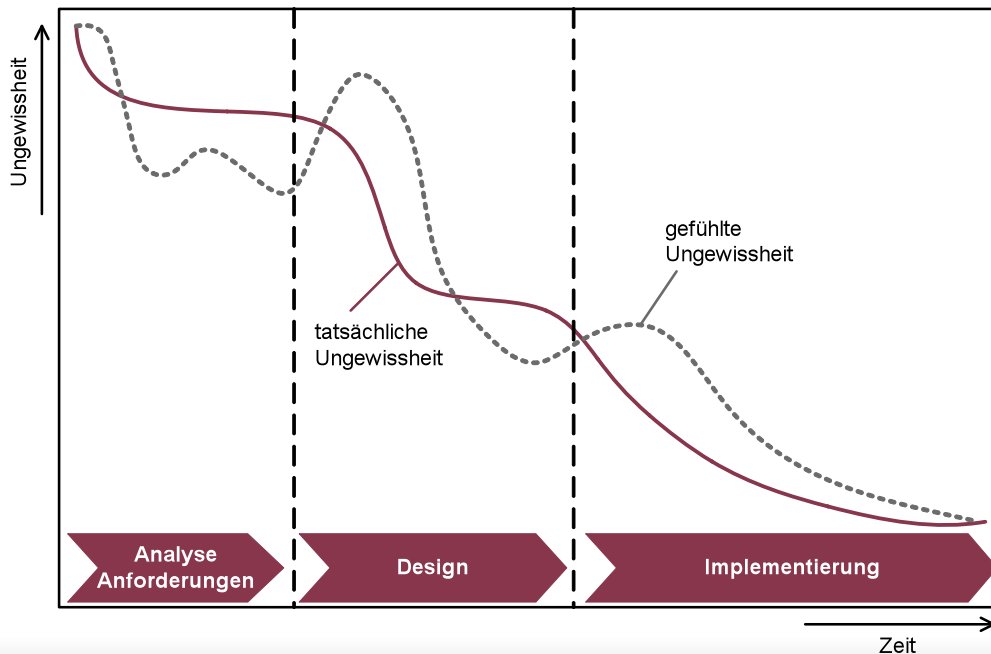 Ungewissheit
gefühlte
Ungewissheit
tatsächliche
Ungewissheit
Analyse
Anforderungen
Design
Implementierung
Zeit